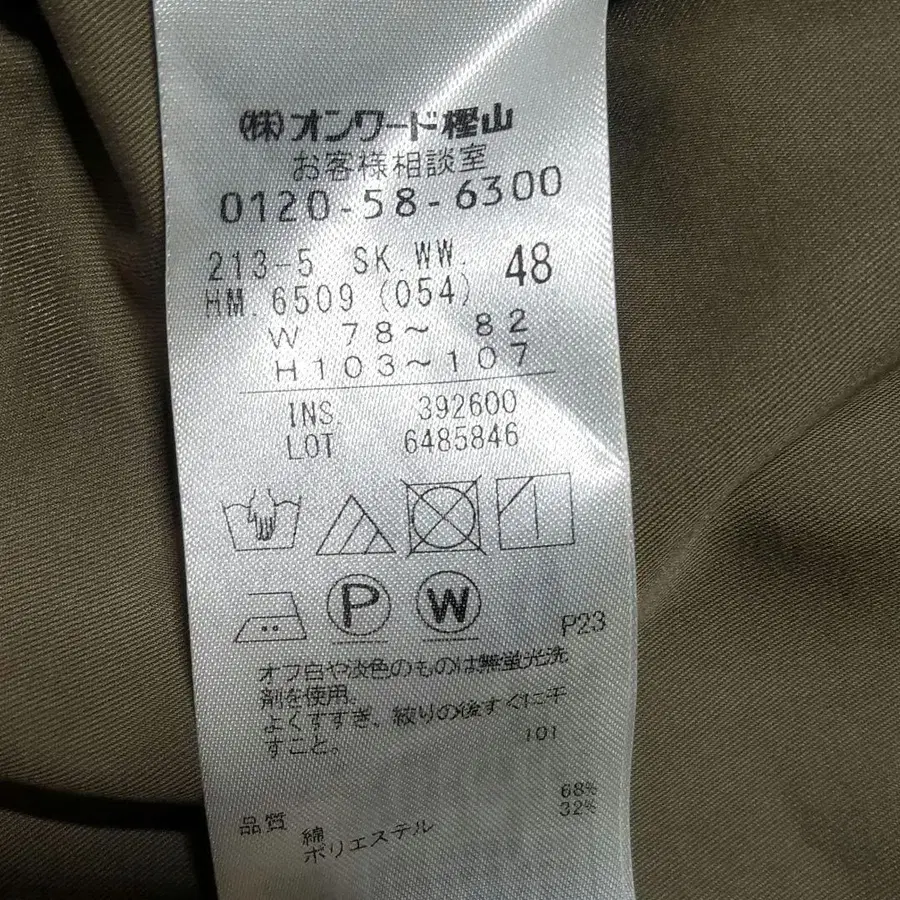 (株)オンワード樫山
お客様相談室
0120-58-6300
213-5 SK.WW. 48
HM.6509 (054)
W 78～ 82
H103～107
INS. 392600
LOT 6485846
P W
P23
オフ白や淡色のものは無蛍光洗
剤を使用。
よくすすぎ、絞りの後すぐに干
すこと。
101
品質
綿 68%
ポリエステル 32%